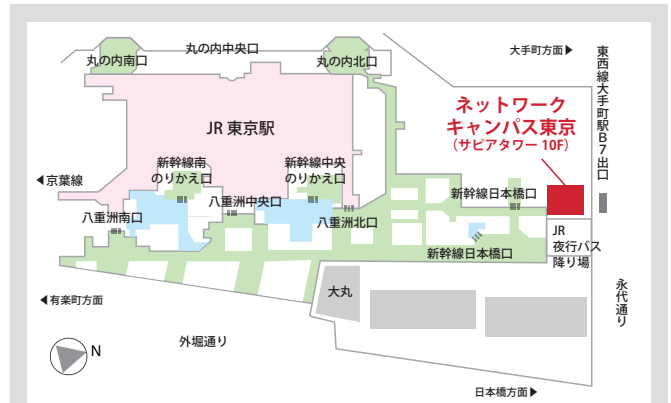 丸の内南口
丸の内中央口
丸の内北口
大手町方面▶
東西線大手町駅B7出口
JR 東京駅
ネットワーク
キャンパス東京
（サピアタワー 10F）
新幹線南
のりかえ口
新幹線中央
のりかえ口
◀京葉線
新幹線日本橋口
八重洲南口
八重洲中央口
八重洲北口
新幹線日本橋口
JR
夜行バス
降り場
永代通り
大丸
◀有楽町方面
外堀通り
N
日本橋方面▶